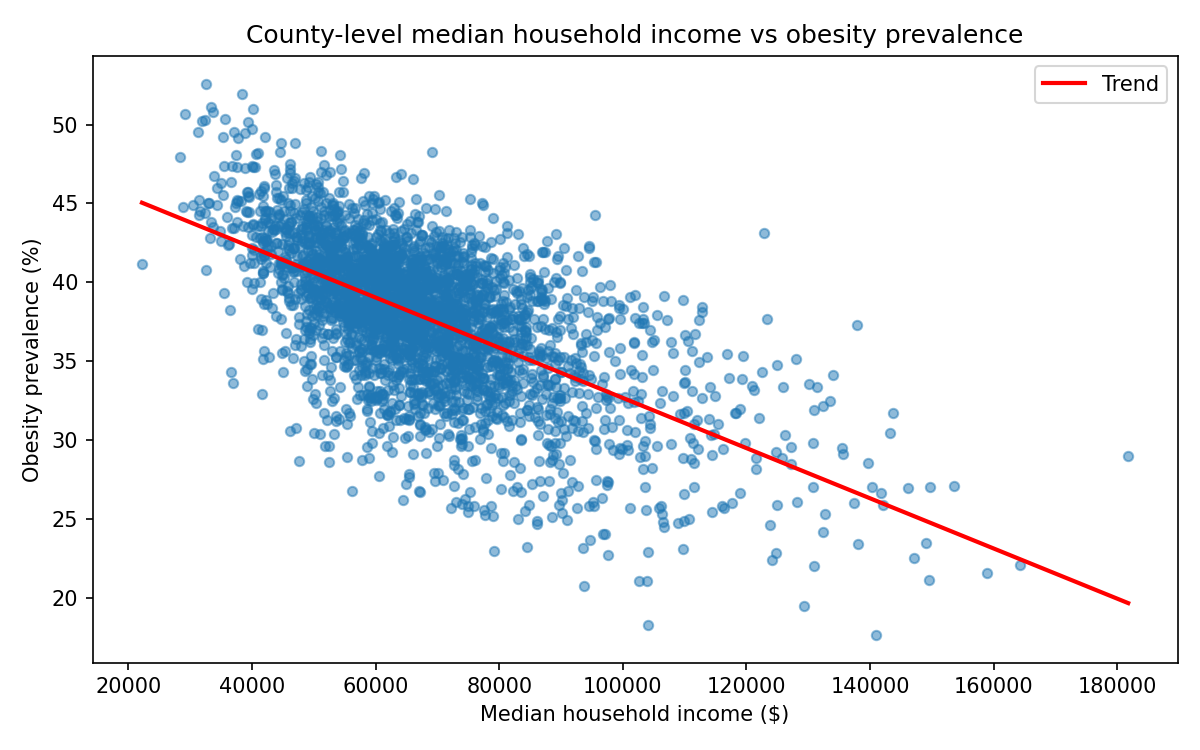 County-level median household income vs obesity prevalence
Trend
Obesity prevalence (%)
50
45
40
35
30
25
20
20000 40000 60000 80000 100000 120000 140000 160000 180000
Median household income ($)